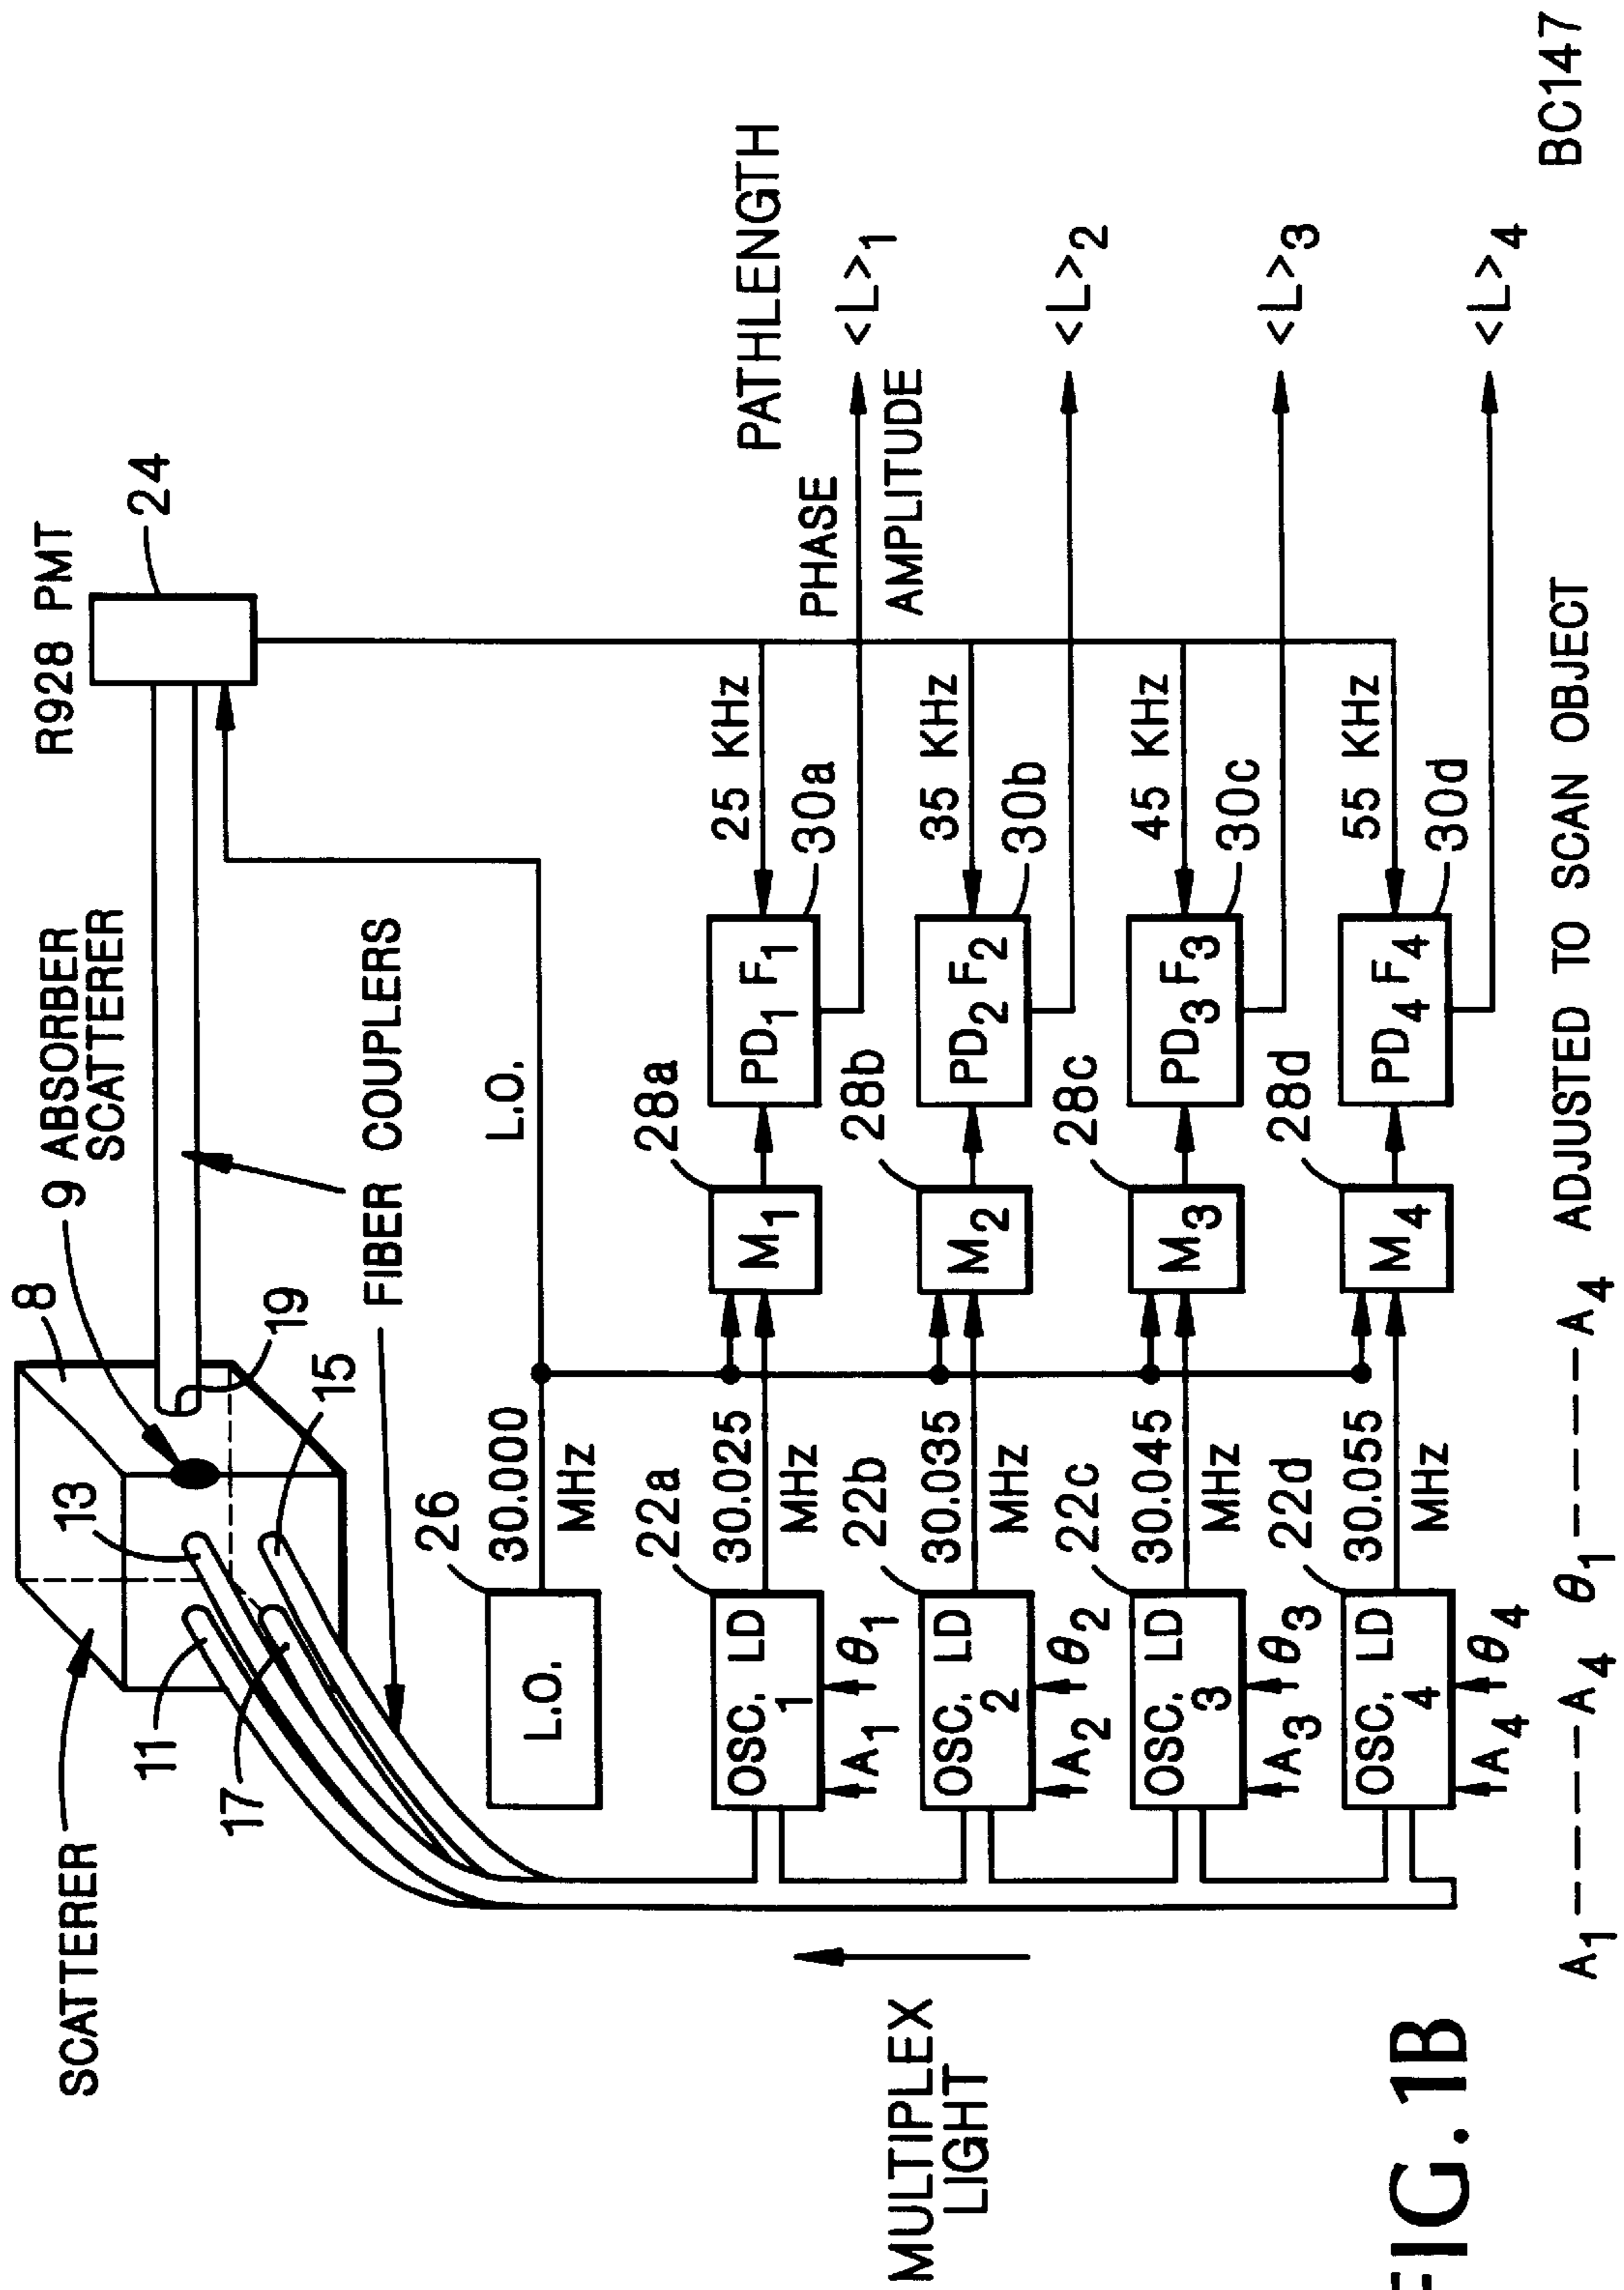 SCATTERER
8
9 ABSORBER
SCATTERER
R928 PMT
24
13
11
17
19
15
FIBER COUPLERS
26
30.000
MHz
L.O.
L.O.
PATHLENGTH
22a
28a
OSC. LD
1
30.025
MHz
M1
PD1 F1
25 KHz
30a
PHASE
AMPLITUDE
<L>1
A1 θ1
22b
28b
OSC. LD
2
30.035
MHz
M2
PD2 F2
35 KHz
30b
<L>2
A2 θ2
MULTIPLEX
LIGHT
22c
28c
OSC. LD
3
30.045
MHz
M3
PD3 F3
45 KHz
30c
<L>3
A3 θ3
22d
28d
OSC. LD
4
30.055
MHz
M4
PD4 F4
55 KHz
30d
<L>4
A4 θ4
A1 ----- A4 θ1 ----- A4 ADJUSTED TO SCAN OBJECT
BC147
FIG. 1B